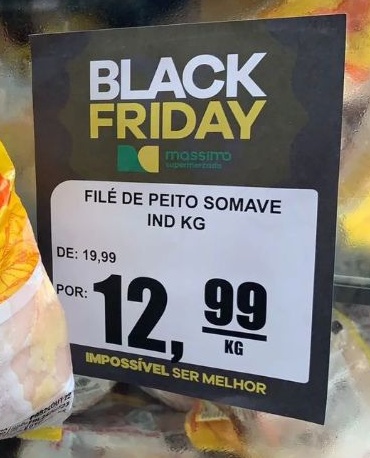 BLACK
FRIDAY
massimo
supermercados
FILÉ DE PEITO SOMAVE
IND KG
DE: 19,99
POR: 12,99
KG
IMPOSSÍVEL SER MELHOR